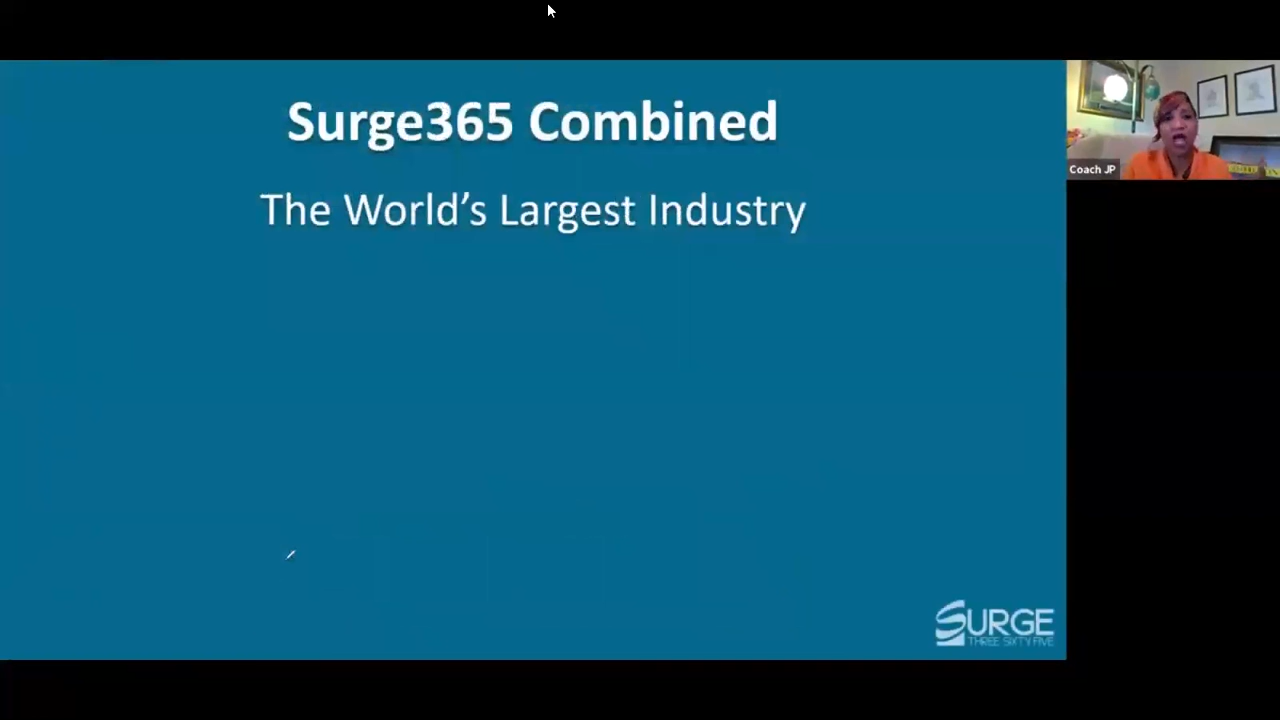 Surge365 Combined
The World's Largest Industry
Coach JP
SURGE
THREE SIXTY FIVE